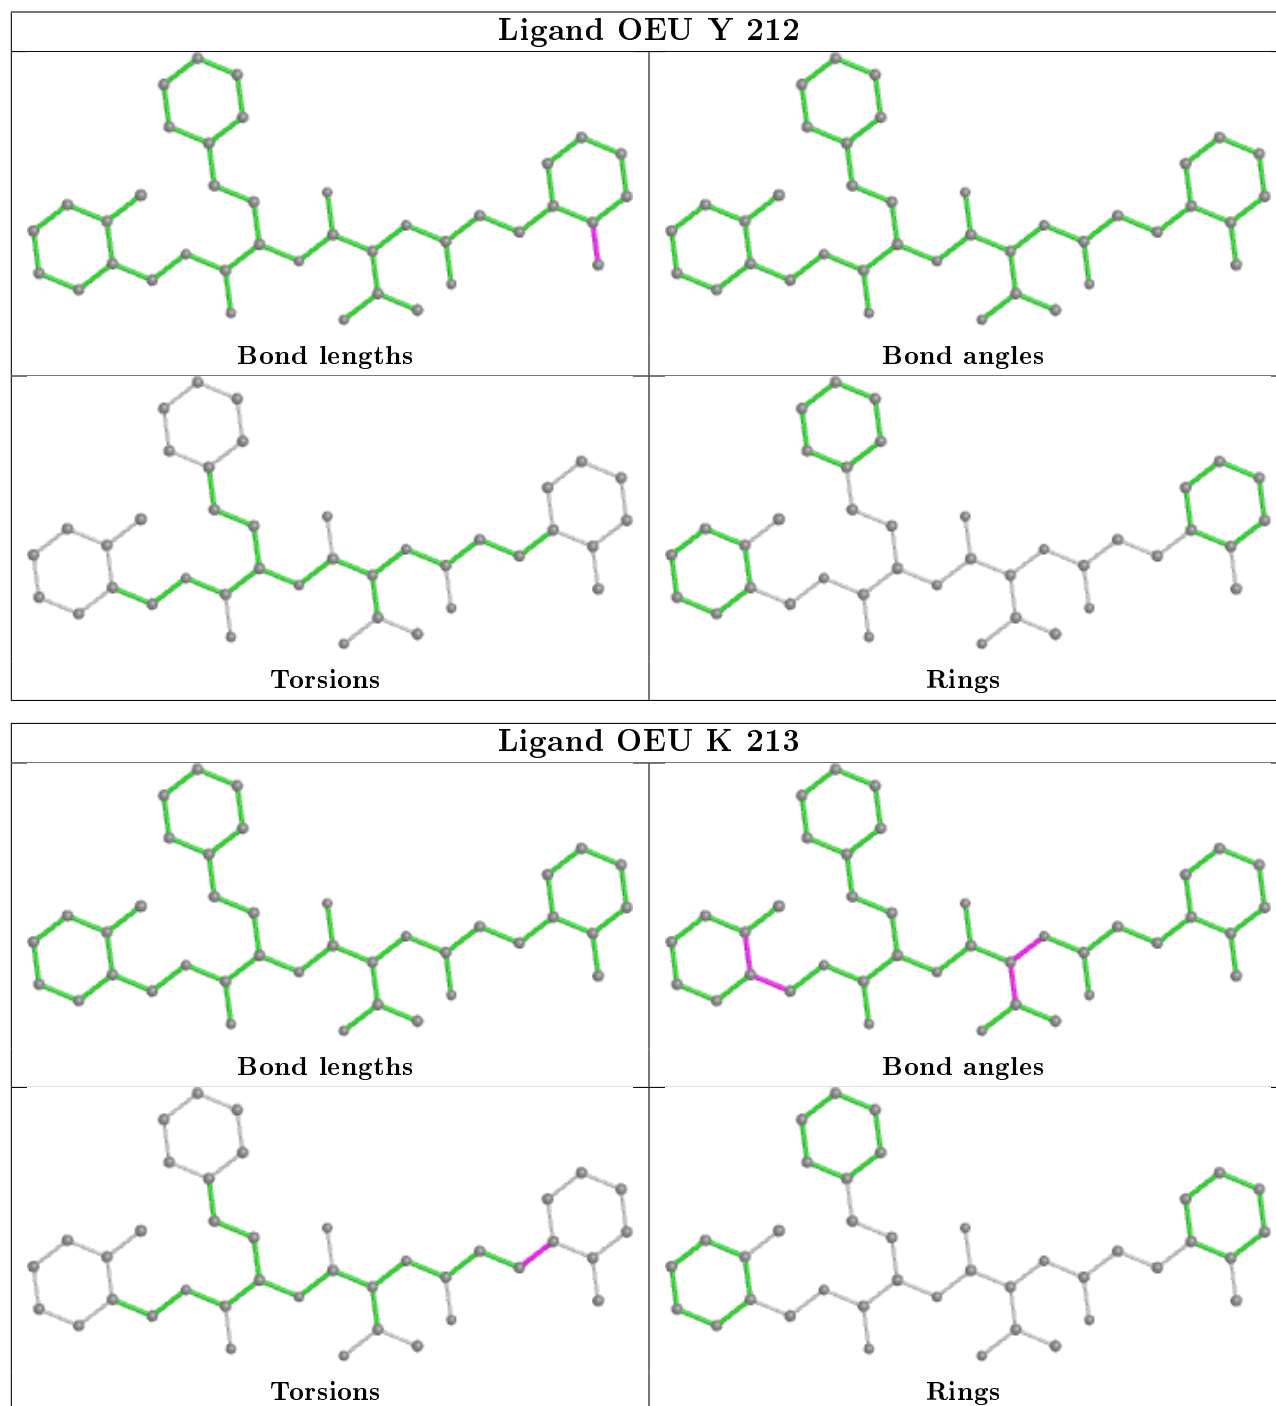 Ligand OEU Y 212
Bond lengths
Bond angles
Torsions
Rings
Ligand OEU K 213
Bond lengths
Bond angles
Torsions
Rings